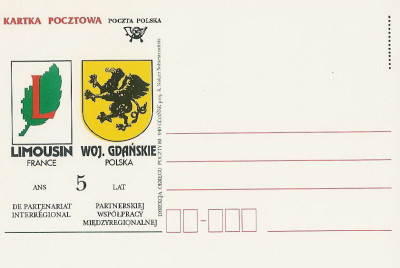 KARTKA POCZTOWA POCZTA POLSKA
L
LIMOUSIN
FRANCE
WOJ. GDAŃSKIE
POLSKA
ANS 5 LAT
DE PARTENARIAT
INTERRÉGIONAL
PARTNERSKIEJ
WSPÓŁPRACY
MIĘDZYREGIONALNEJ